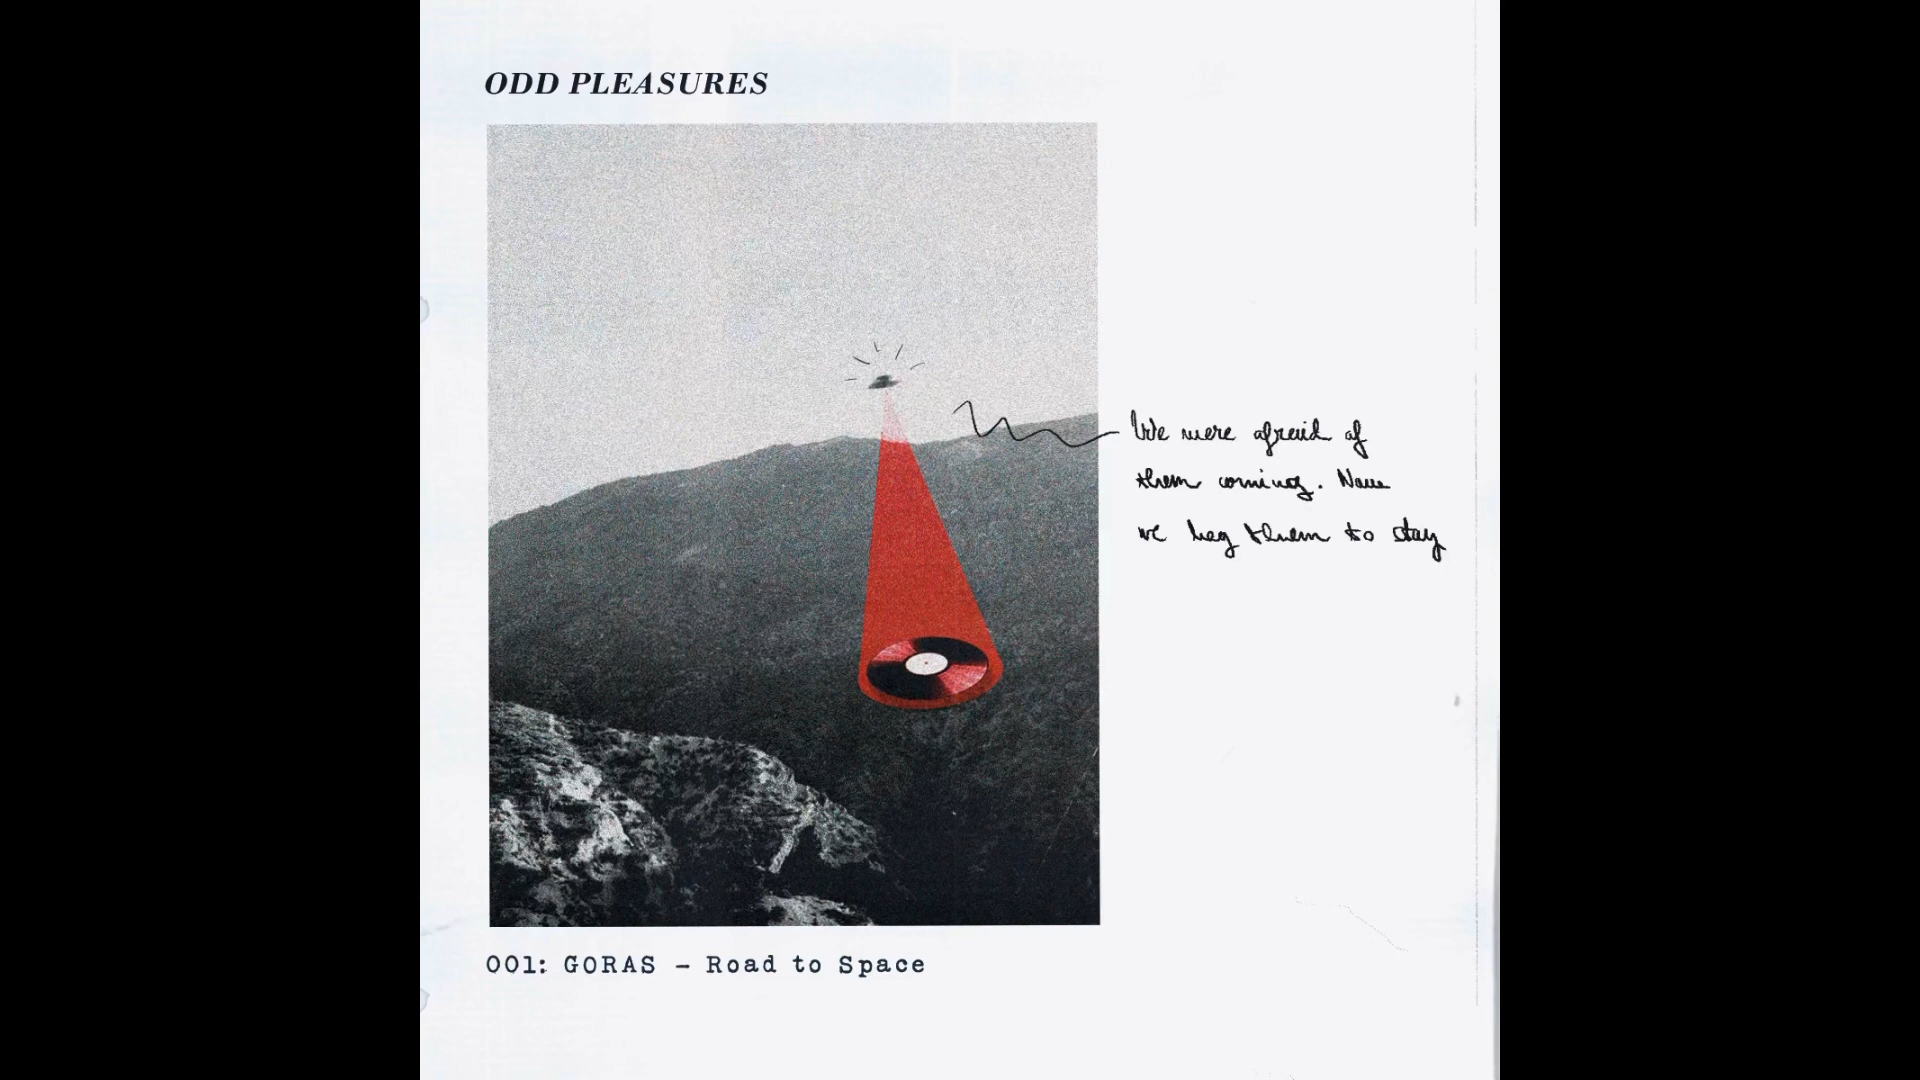 ODD PLEASURES
We were afraid of
them coming. Now
we beg them to stay
001: GORAS - Road to Space